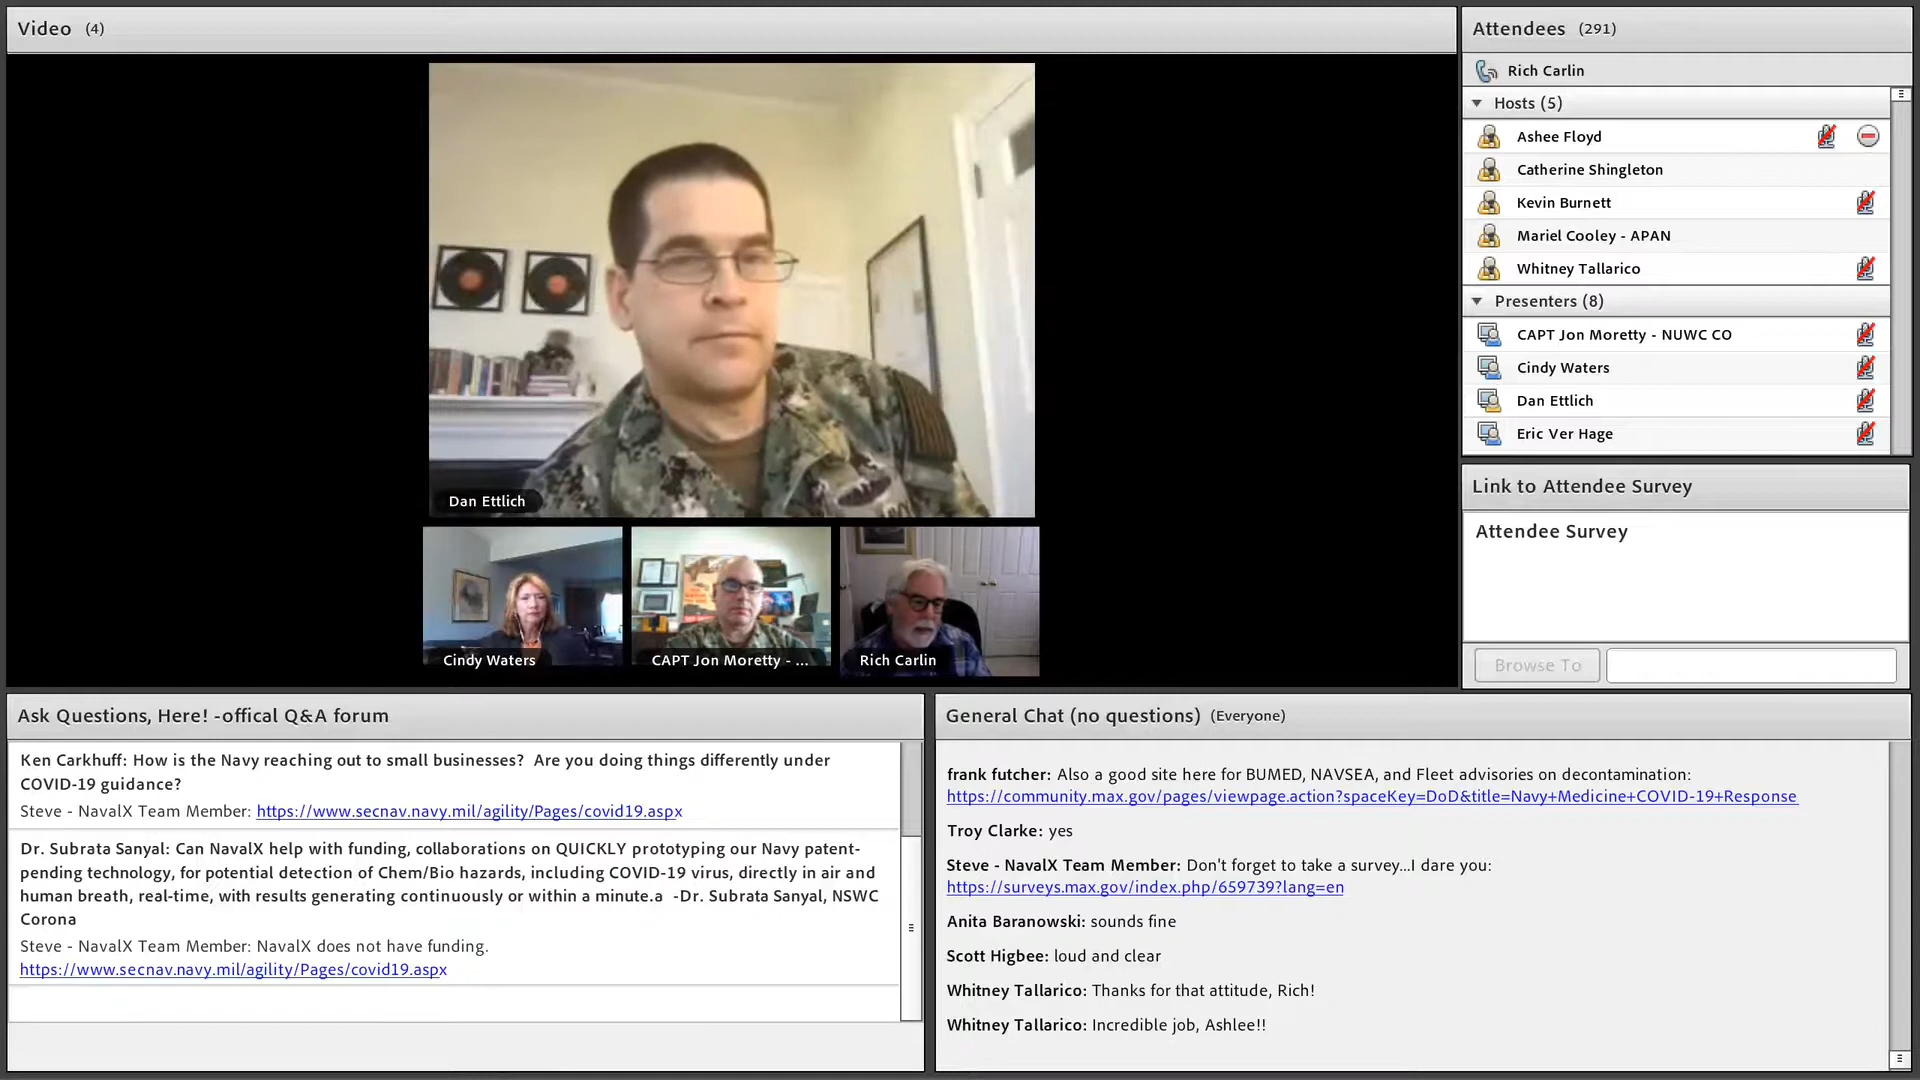 Video (4)
Dan Ettlich
Cindy Waters
CAPT Jon Moretty - ...
Rich Carlin
Attendees (291)
Rich Carlin
Hosts (5)
Ashee Floyd
Catherine Shingleton
Kevin Burnett
Mariel Cooley - APAN
Whitney Tallarico
Presenters (8)
CAPT Jon Moretty - NUWC CO
Cindy Waters
Dan Ettlich
Eric Ver Hage
Link to Attendee Survey
Attendee Survey
Browse To
Ask Questions, Here! -offical Q&A forum
Ken Carkhuff: How is the Navy reaching out to small businesses?  Are you doing things differently under
COVID-19 guidance?
Steve - NavalX Team Member: https://www.secnav.navy.mil/agility/Pages/covid19.aspx
Dr. Subrata Sanyal: Can NavalX help with funding, collaborations on QUICKLY prototyping our Navy patent-
pending technology, for potential detection of Chem/Bio hazards, including COVID-19 virus, directly in air and
human breath, real-time, with results generating continuously or within a minute.a  -Dr. Subrata Sanyal, NSWC
Corona
Steve - NavalX Team Member: NavalX does not have funding.
https://www.secnav.navy.mil/agility/Pages/covid19.aspx
General Chat (no questions) (Everyone)
frank futcher: Also a good site here for BUMED, NAVSEA, and Fleet advisories on decontamination:
https://community.max.gov/pages/viewpage.action?spaceKey=DoD&title=Navy+Medicine+COVID-19+Response
Troy Clarke: yes
Steve - NavalX Team Member: Don't forget to take a survey...I dare you:
https://surveys.max.gov/index.php/659739?lang=en
Anita Baranowski: sounds fine
Scott Higbee: loud and clear
Whitney Tallarico: Thanks for that attitude, Rich!
Whitney Tallarico: Incredible job, Ashlee!!